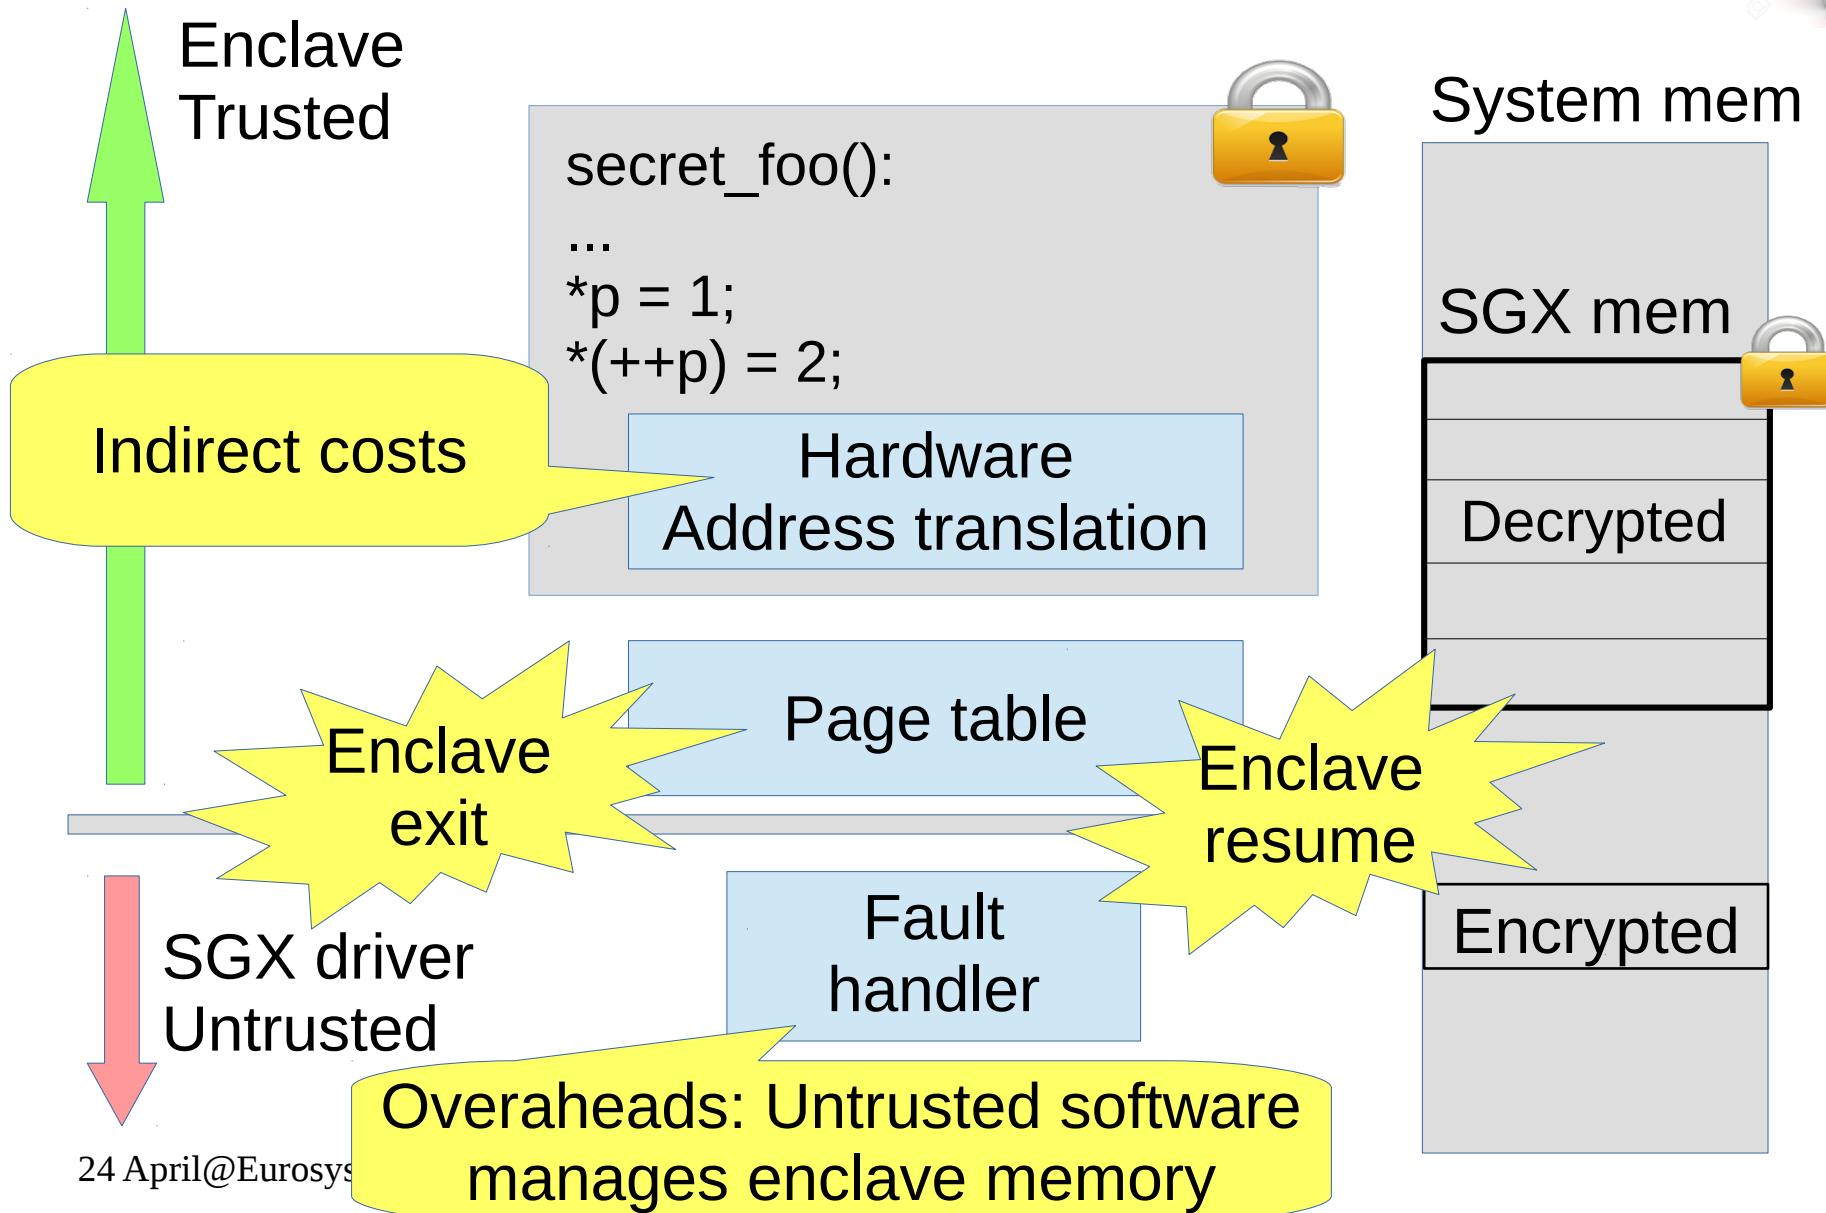 Enclave
Trusted
System mem
secret_foo():
...
*p = 1;
*(++p) = 2;
SGX mem
Indirect costs
Hardware
Address translation
Decrypted
Page table
Enclave
exit
Enclave
resume
Fault
handler
Encrypted
SGX driver
Untrusted
Overaheads: Untrusted software
manages enclave memory
24 April@Eurosys